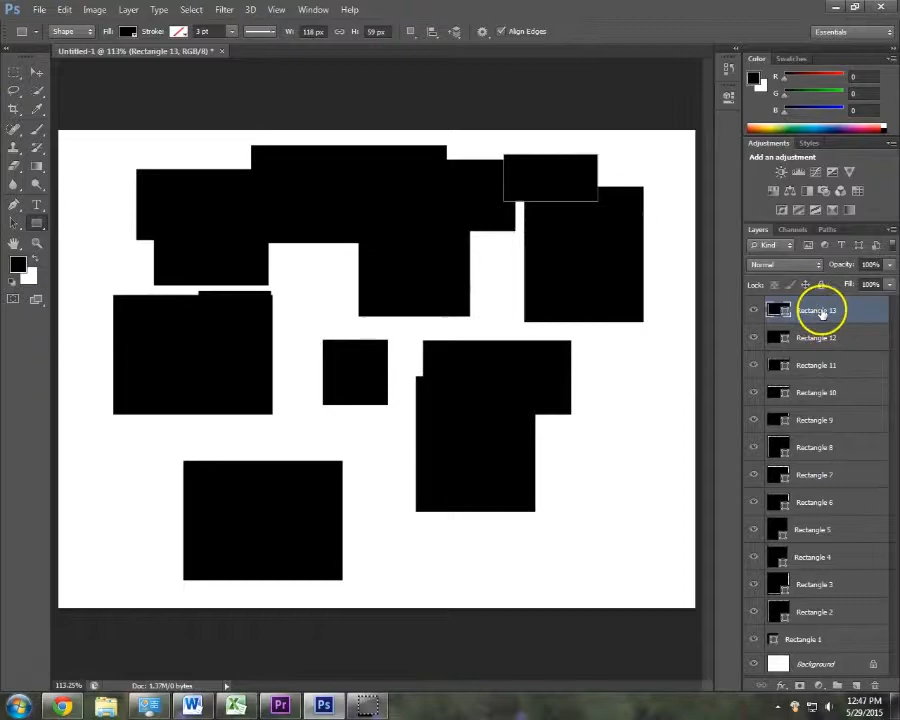 Ps File Edit Image Layer Type Select Filter 3D View Window Help
Shape Fill: Stroke: 3 pt W: 118 px H: 59 px Align Edges Essentials
Untitled-1 @ 113% (Rectangle 13, RGB/8) * ×
Color Swatches
R 0
G 0
B 0
Adjustments Styles
Add an adjustment
Layers Channels Paths
Kind
Normal Opacity: 100%
Lock: Fill: 100%
Rectangle 13
Rectangle 12
Rectangle 11
Rectangle 10
Rectangle 9
Rectangle 8
Rectangle 7
Rectangle 6
Rectangle 5
Rectangle 4
Rectangle 3
Rectangle 2
Rectangle 1
Background
113.25% Doc: 1.37M/0 bytes
12:47 PM
5/29/2015
W X Pr Ps